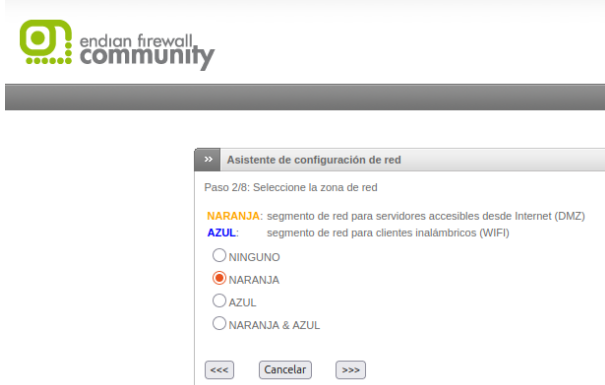 endian firewall
community
» Asistente de configuración de red
Paso 2/8: Seleccione la zona de red
NARANJA: segmento de red para servidores accesibles desde Internet (DMZ)
AZUL: segmento de red para clientes inalámbricos (WIFI)
NINGUNO
NARANJA
AZUL
NARANJA & AZUL
<<< Cancelar >>>